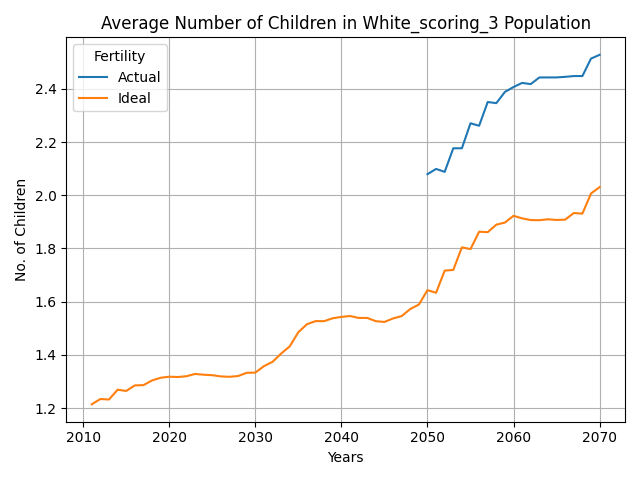 Average Number of Children in White_scoring_3 Population
Fertility
Actual
Ideal
No. of Children
2.4
2.2
2.0
1.8
1.6
1.4
1.2
2010 2020 2030 2040 2050 2060 2070
Years